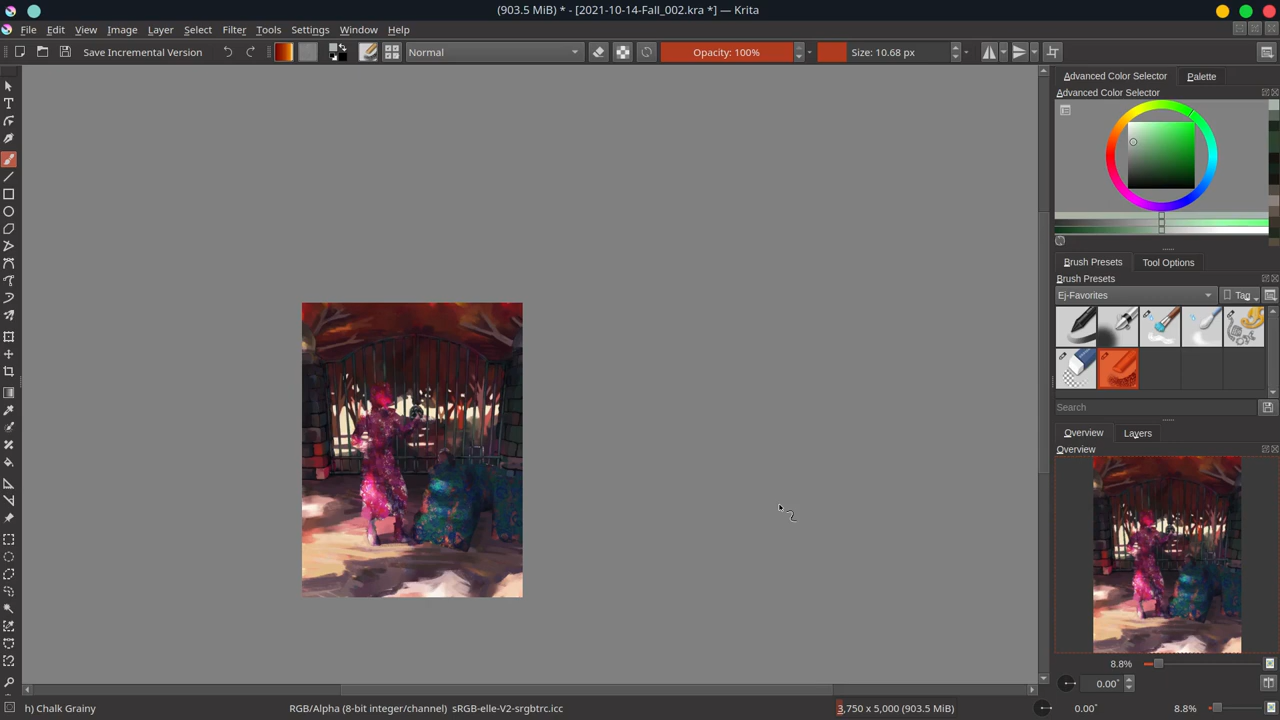 (903.5 MiB) * - [2021-10-14-Fall_002.kra *] — Krita
File Edit View Image Layer Select Filter Tools Settings Window Help
Save Incremental Version Normal Opacity: 100% Size: 10.68 px
Advanced Color Selector Palette
Advanced Color Selector
Brush Presets Tool Options
Brush Presets
Ej-Favorites Tag
Search
Overview Layers
Overview
8.8%
0.00°
h) Chalk Grainy RGB/Alpha (8-bit integer/channel) sRGB-elle-V2-srgbtrc.icc 3,750 x 5,000 (903.5 MiB) 0.00° 8.8%